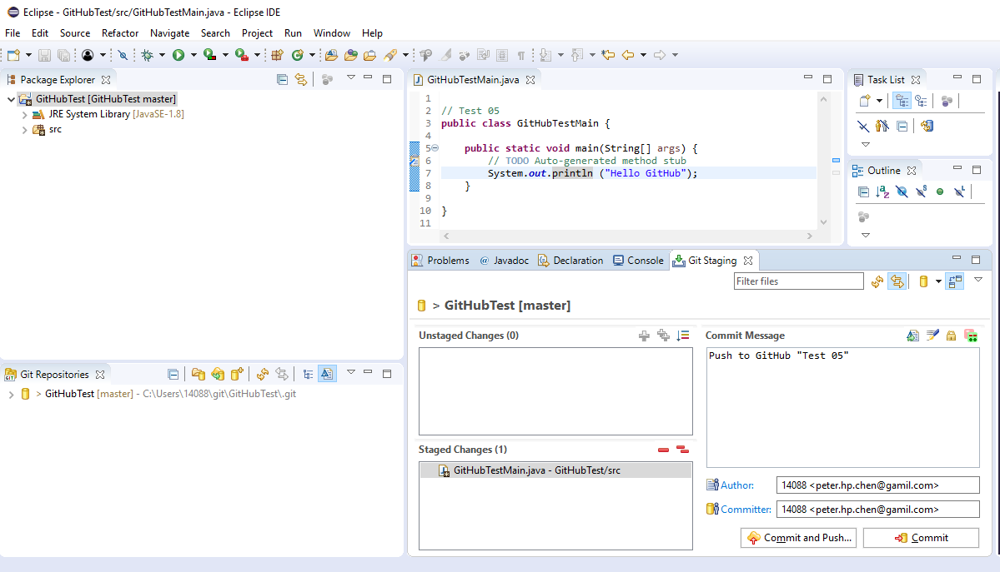 Eclipse - GitHubTest/src/GitHubTestMain.java - Eclipse IDE
File Edit Source Refactor Navigate Search Project Run Window Help
Package Explorer
GitHubTest [GitHubTest master]
JRE System Library [JavaSE-1.8]
src
GitHubTestMain.java
1
2 // Test 05
3 public class GitHubTestMain {
4
5 public static void main(String[] args) {
6 // TODO Auto-generated method stub
7 System.out.println ("Hello GitHub");
8 }
9
10 }
11
Task List
Outline
Git Repositories
> GitHubTest [master] - C:\Users\14088\git\GitHubTest\.git
Problems @ Javadoc Declaration Console Git Staging
Filter files
> GitHubTest [master]
Unstaged Changes (0)
Staged Changes (1)
GitHubTestMain.java - GitHubTest/src
Commit Message
Push to GitHub "Test 05"
Author: 14088 <peter.hp.chen@gamil.com>
Committer: 14088 <peter.hp.chen@gamil.com>
Commit and Push... Commit